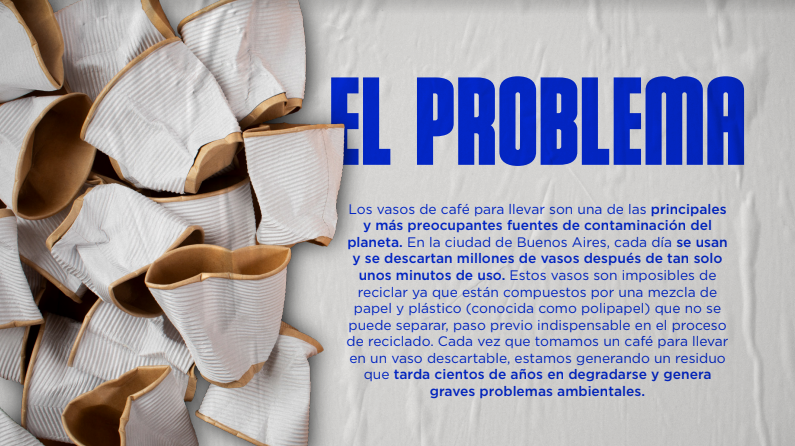 EL PROBLEMA
Los vasos de café para llevar son una de las principales
y más preocupantes fuentes de contaminación del
planeta. En la ciudad de Buenos Aires, cada día se usan
y se descartan millones de vasos después de tan solo
unos minutos de uso. Estos vasos son imposibles de
reciclar ya que están compuestos por una mezcla de
papel y plástico (conocida como polipapel) que no se
puede separar, paso previo indispensable en el proceso
de reciclado. Cada vez que tomamos un café para llevar
en un vaso descartable, estamos generando un residuo
que tarda cientos de años en degradarse y genera
graves problemas ambientales.